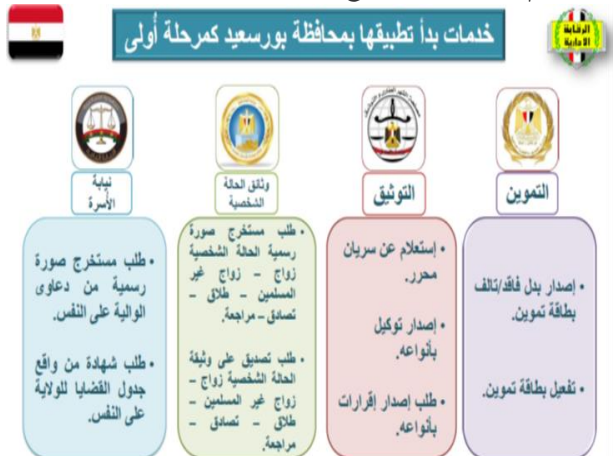 خدمات بدأ تطبيقها بمحافظة بورسعيد كمرحلة أولى
الرقابة
الادارية
التموين
• إصدار بدل فاقد/تالف
بطاقة تموين.
• تفعيل بطاقة تموين.
التوثيق
• إستعلام عن سريان
محرر.
• إصدار توكيل
بأنواعه.
• طلب إصدار إقرارات
بأنواعه.
وثائق الحالة
الشخصية
• طلب مستخرج صورة
رسمية الحالة الشخصية
زواج – زواج غير
المسلمين – طلاق –
تصادق – مراجعة.
• طلب تصديق على وثيقة
الحالة الشخصية زواج –
زواج غير المسلمين –
طلاق – تصادق –
مراجعة.
نيابة
الأسرة
• طلب مستخرج صورة
رسمية من دعاوى
الوالية على النفس.
• طلب شهادة من واقع
جدول القضايا للولاية
على النفس.